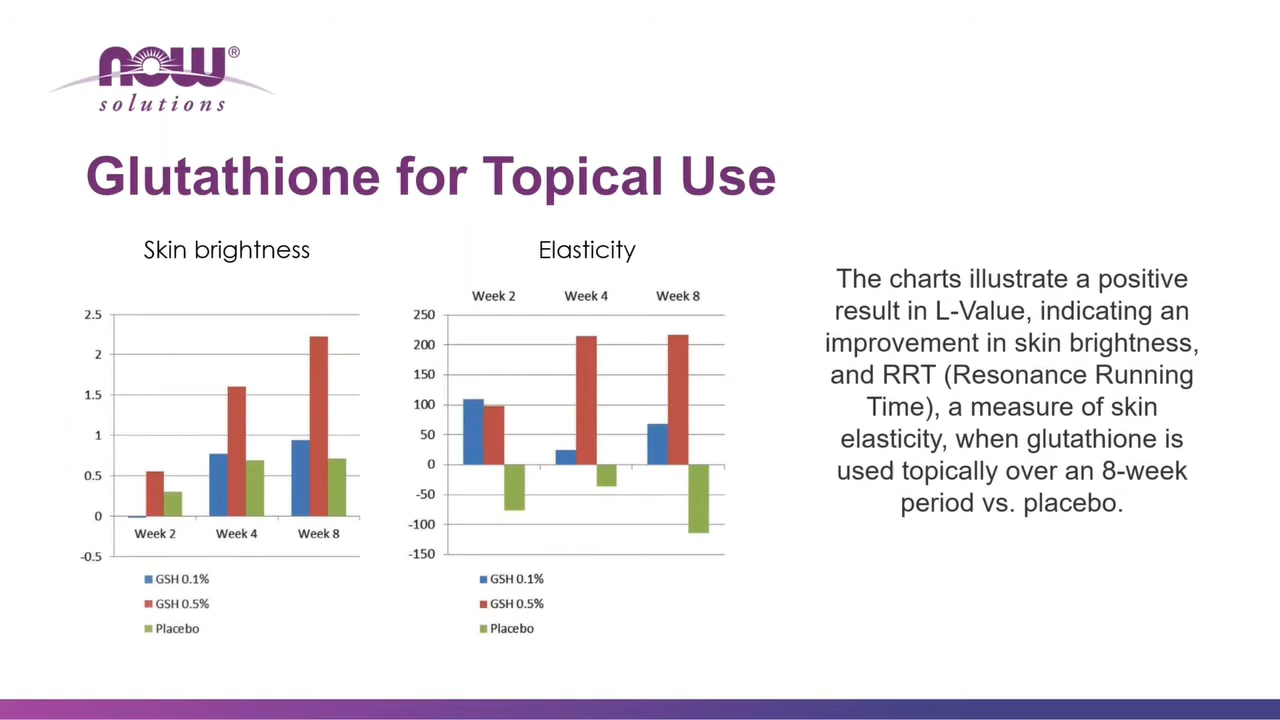 now®
solutions
Glutathione for Topical Use
Skin brightness
2.5
2
1.5
1
0.5
0
-0.5
Week 2 Week 4 Week 8
GSH 0.1%
GSH 0.5%
Placebo
Elasticity
Week 2 Week 4 Week 8
250
200
150
100
50
0
-50
-100
-150
GSH 0.1%
GSH 0.5%
Placebo
The charts illustrate a positive
result in L-Value, indicating an
improvement in skin brightness,
and RRT (Resonance Running
Time), a measure of skin
elasticity, when glutathione is
used topically over an 8-week
period vs. placebo.